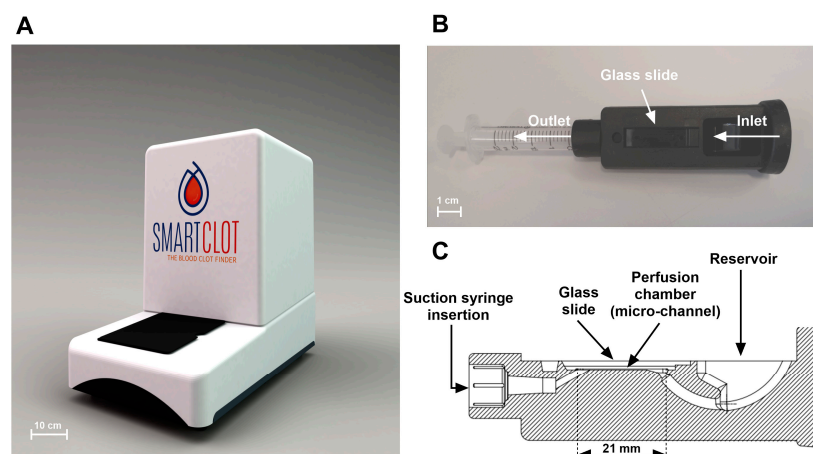 A
SMARTCLOT
THE BLOOD CLOT FINDER
10 cm
B
Glass slide
Outlet
Inlet
1 cm
C
Reservoir
Perfusion
chamber
(micro-channel)
Glass
slide
Suction syringe
insertion
21 mm